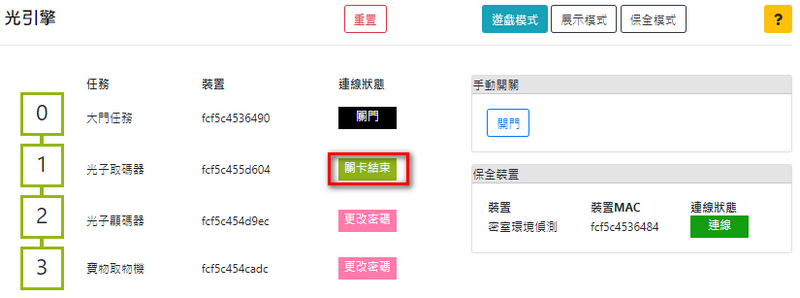 光引擎 重置 遊戲模式 展示模式 保全模式 ?
任務 裝置 連線狀態
0 大門任務 fcf5c4536490 關門
1 光子取碼器 fcf5c455d604 關卡結束
2 光子顯碼器 fcf5c454d9ec 更改密碼
3 寶物取物機 fcf5c454cadc 更改密碼
手動開關
開門
保全裝置
裝置 裝置MAC 連線狀態
密室環境偵測 fcf5c4536484 連線